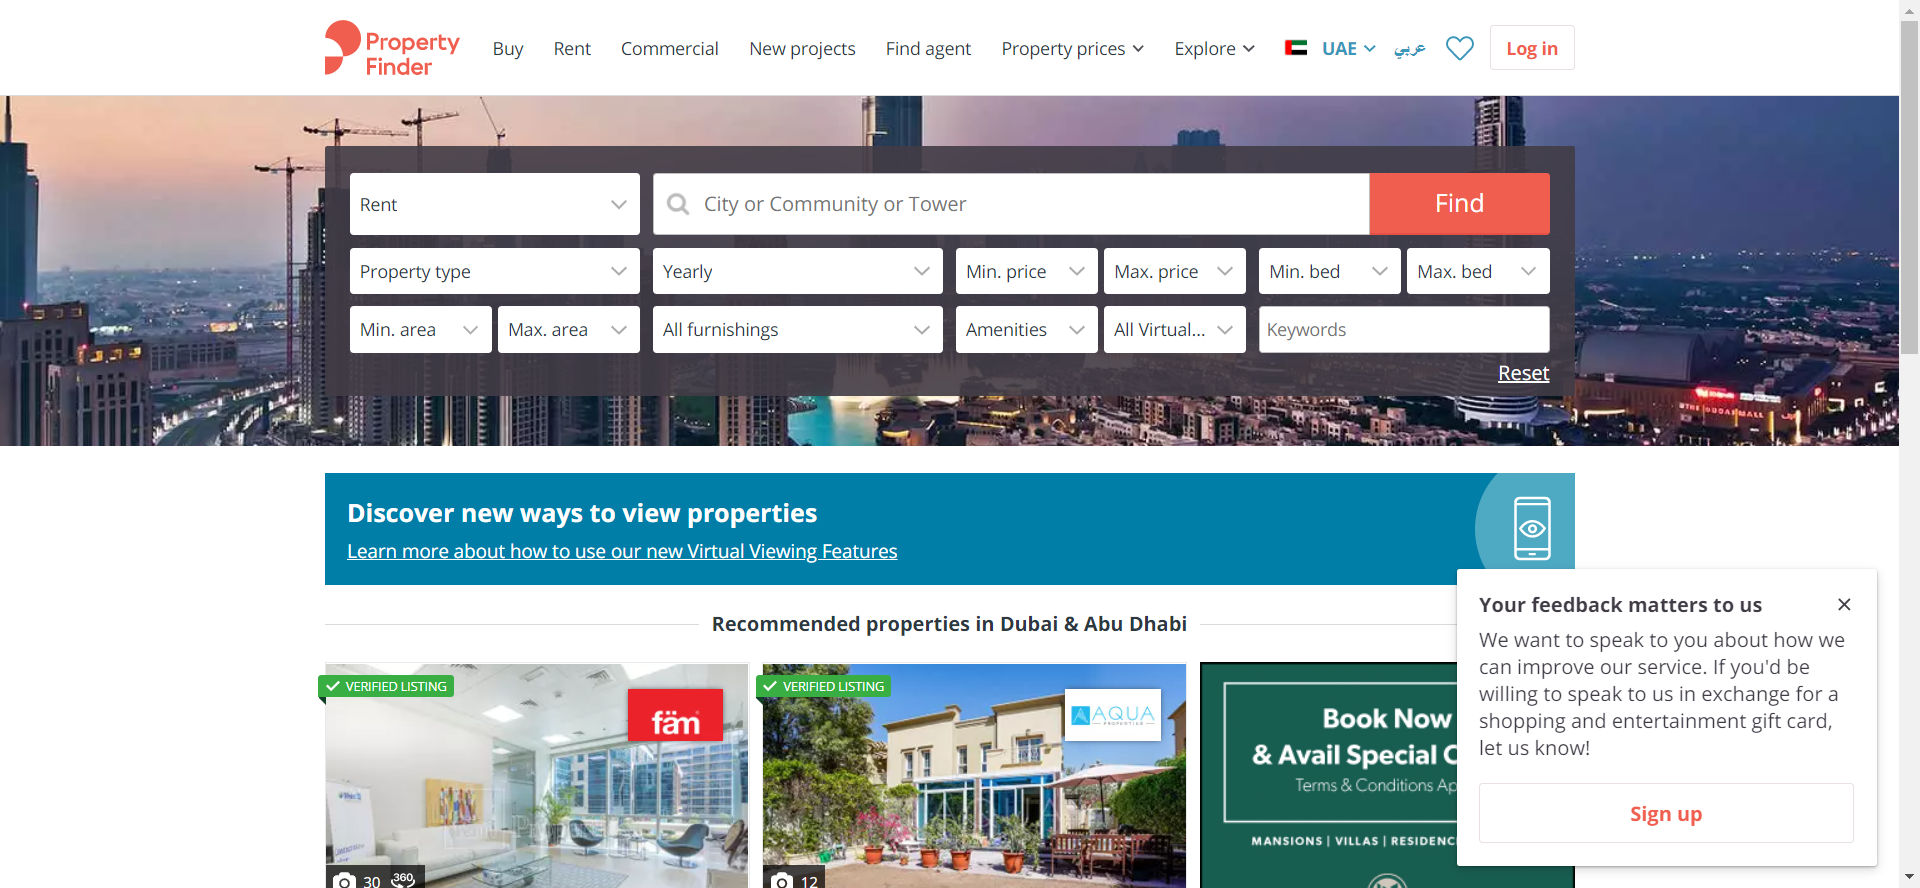 Property
Finder
Buy
Rent
Commercial
New projects
Find agent
Property prices
Explore
UAE
عربي
Log in
Rent
City or Community or Tower
Find
Property type
Yearly
Min. price
Max. price
Min. bed
Max. bed
Min. area
Max. area
All furnishings
Amenities
All Virtual...
Keywords
Reset
THE DUBAI MALL
Discover new ways to view properties
Learn more about how to use our new Virtual Viewing Features
Recommended properties in Dubai & Abu Dhabi
VERIFIED LISTING
fäm
30
360
VERIFIED LISTING
AQUA
PROPERTIES
12
Book Now
& Avail Special
Terms & Conditions
MANSIONS | VILLAS |
Your feedback matters to us
We want to speak to you about how we
can improve our service. If you'd be
willing to speak to us in exchange for a
shopping and entertainment gift card,
let us know!
Sign up